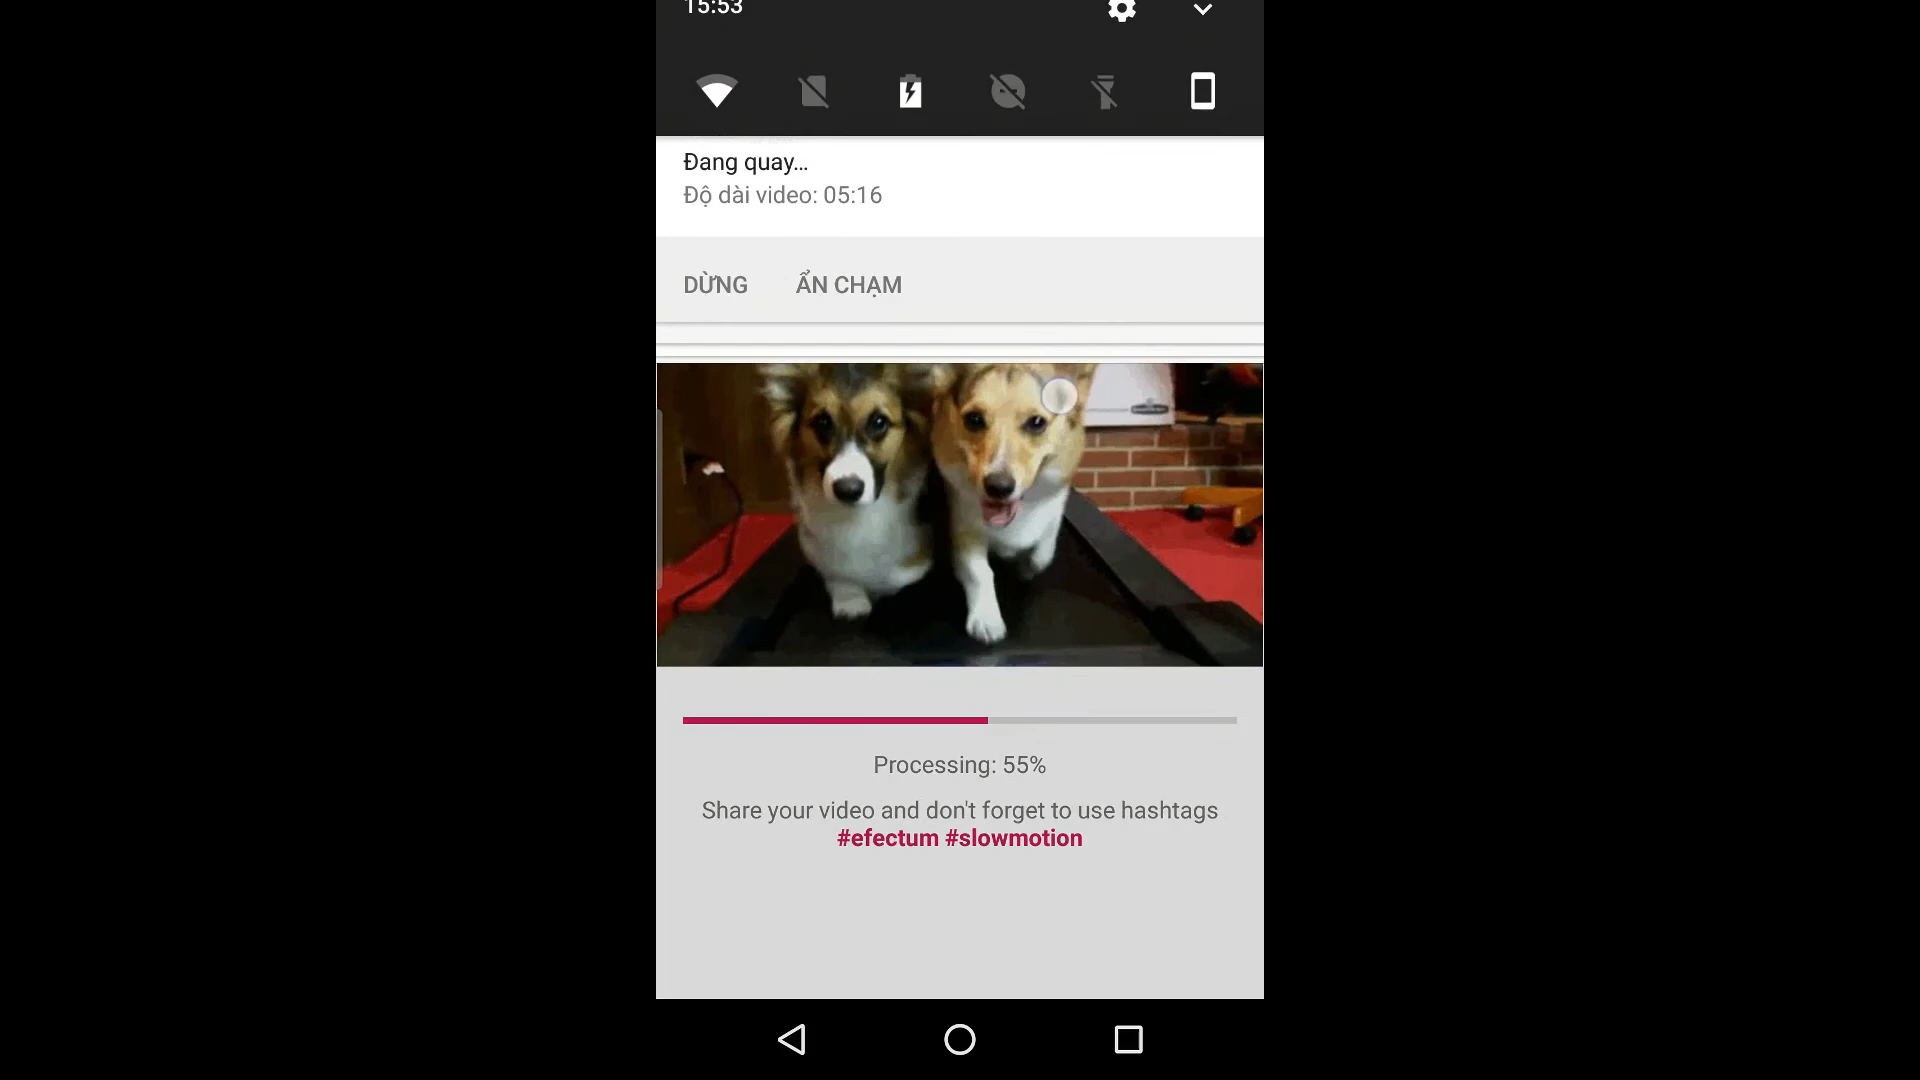 15:53
Đang quay...
Độ dài video: 05:16
DỪNG ẨN CHẠM
Processing: 55%
Share your video and don't forget to use hashtags
#efectum #slowmotion